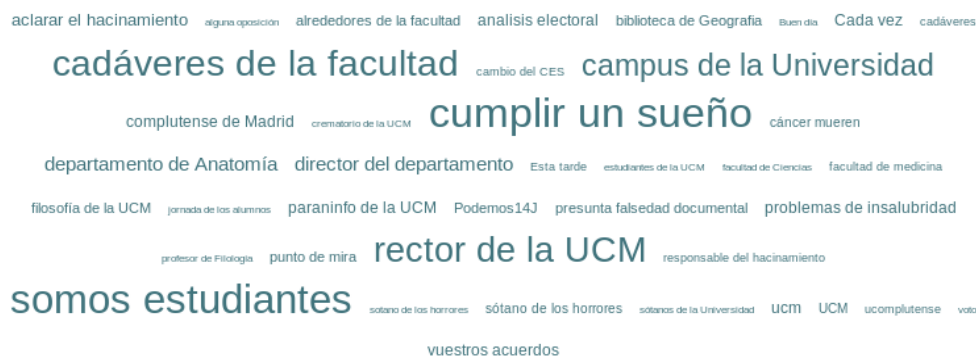 aclarar el hacinamiento alguna oposición alrededores de la facultad analisis electoral biblioteca de Geografia Buen dia Cada vez cadáveres
cadáveres de la facultad cambio del CES campus de la Universidad
complutense de Madrid crematorio de la UCM cumplir un sueño cáncer mueren
departamento de Anatomía director del departamento Esta tarde estudiantes de la UCM facultad de Ciencias facultad de medicina
filosofía de la UCM jornada de los alumnos paraninfo de la UCM Podemos14J presunta falsedad documental problemas de insalubridad
profesor de Filologia punto de mira rector de la UCM responsable del hacinamiento
somos estudiantes sotano de los horrores sótano de los horrores sótanos de la Universidad ucm UCM ucomplutense voto
vuestros acuerdos